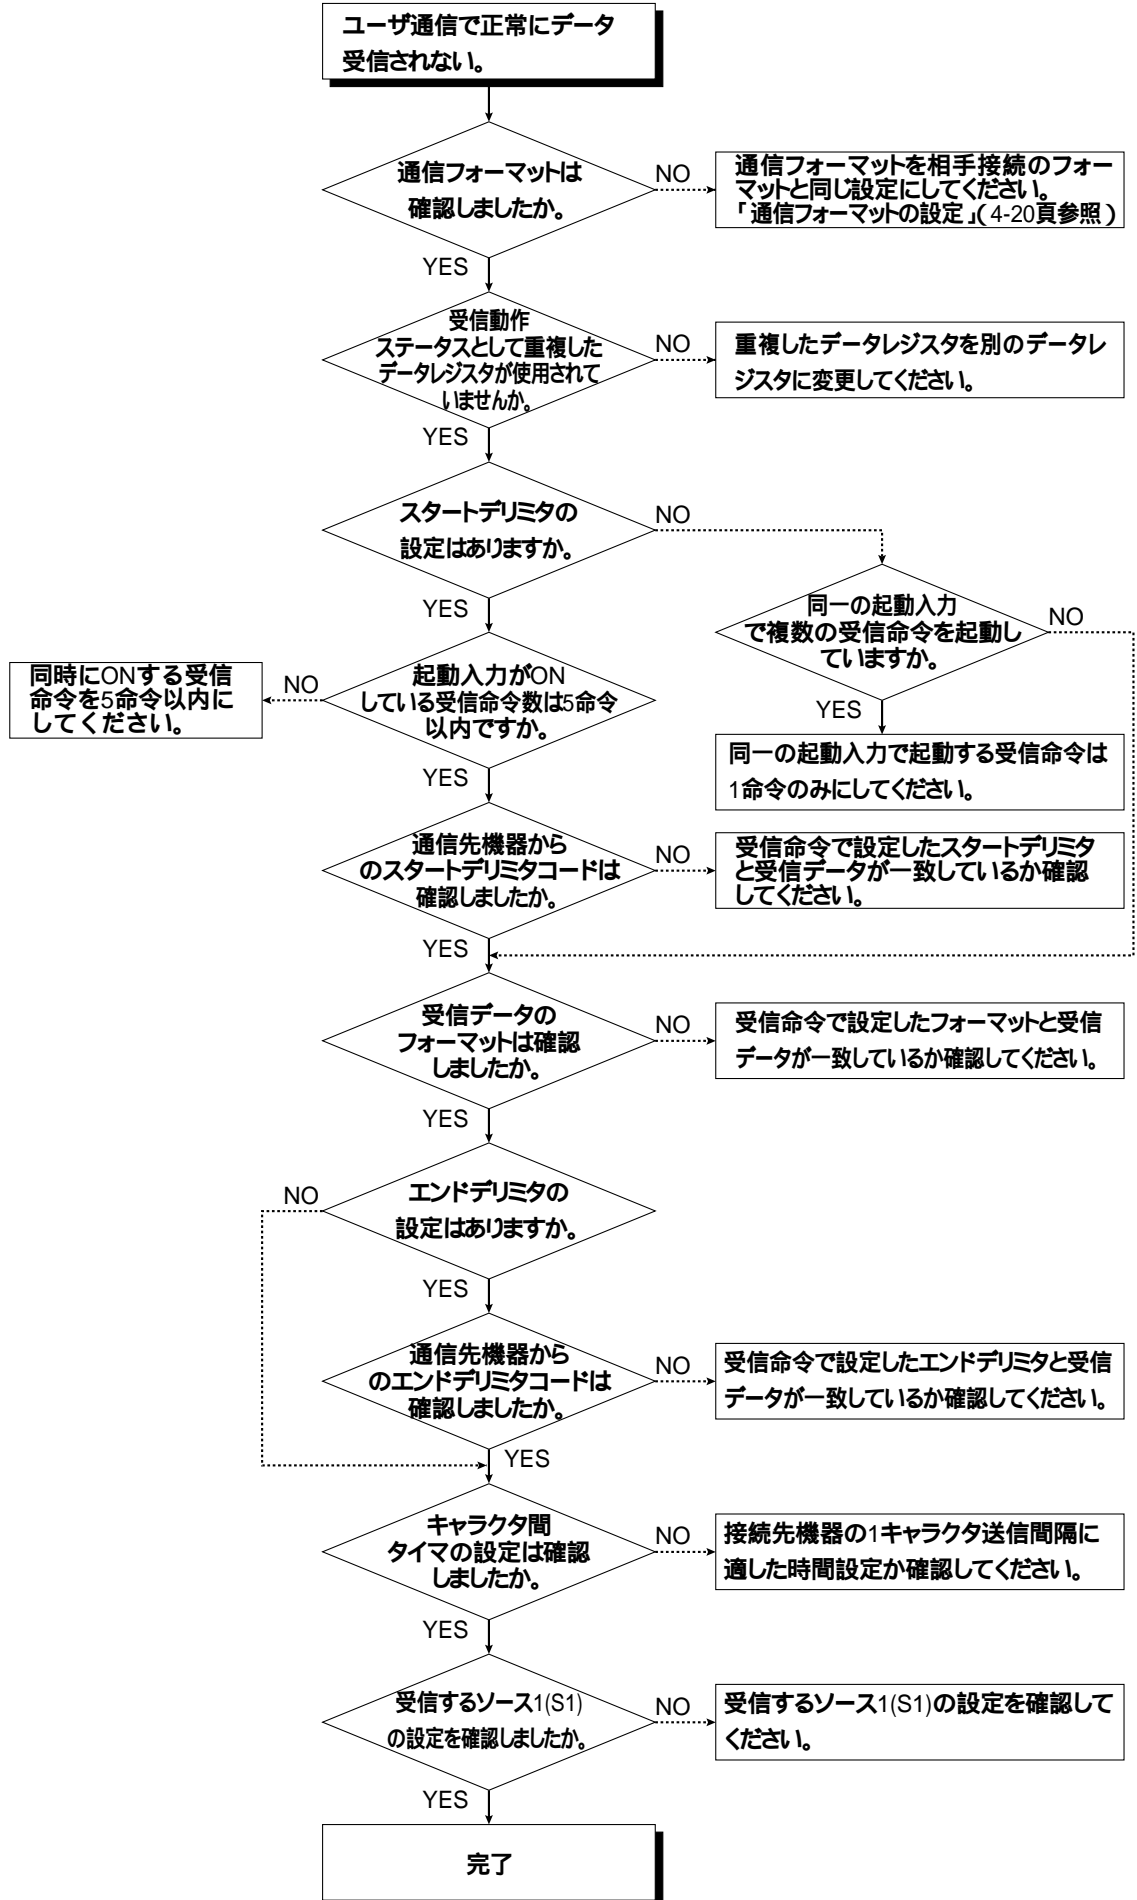 ユーザ通信で正常にデータ
受信されない。
通信フォーマットは
確認しましたか。
NO
通信フォーマットを相手接続のフォー
マットと同じ設定にしてください。
「通信フォーマットの設定」(4-20頁参照)
YES
受信動作
ステータスとして重複した
データレジスタが使用されて
いませんか。
NO
重複したデータレジスタを別のデータレ
ジスタに変更してください。
YES
スタートデリミタの
設定はありますか。
NO
同一の起動入力
で複数の受信命令を起動し
ていますか。
NO
YES
同一の起動入力で起動する受信命令は
1命令のみにしてください。
YES
起動入力がON
している受信命令数は5命令
以内ですか。
NO
同時にONする受信
命令を5命令以内に
してください。
YES
通信先機器から
のスタートデリミタコードは
確認しましたか。
NO
受信命令で設定したスタートデリミタ
と受信データが一致しているか確認
してください。
YES
受信データの
フォーマットは確認
しましたか。
NO
受信命令で設定したフォーマットと受信
データが一致しているか確認してください。
YES
エンドデリミタの
設定はありますか。
NO
YES
通信先機器から
のエンドデリミタコードは
確認しましたか。
NO
受信命令で設定したエンドデリミタと受信
データが一致しているか確認してください。
YES
キャラクタ間
タイマの設定は確認
しましたか。
NO
接続先機器の1キャラクタ送信間隔に
適した時間設定か確認してください。
YES
受信するソース1(S1)
の設定を確認しましたか。
NO
受信するソース1(S1)の設定を確認して
ください。
YES
完了